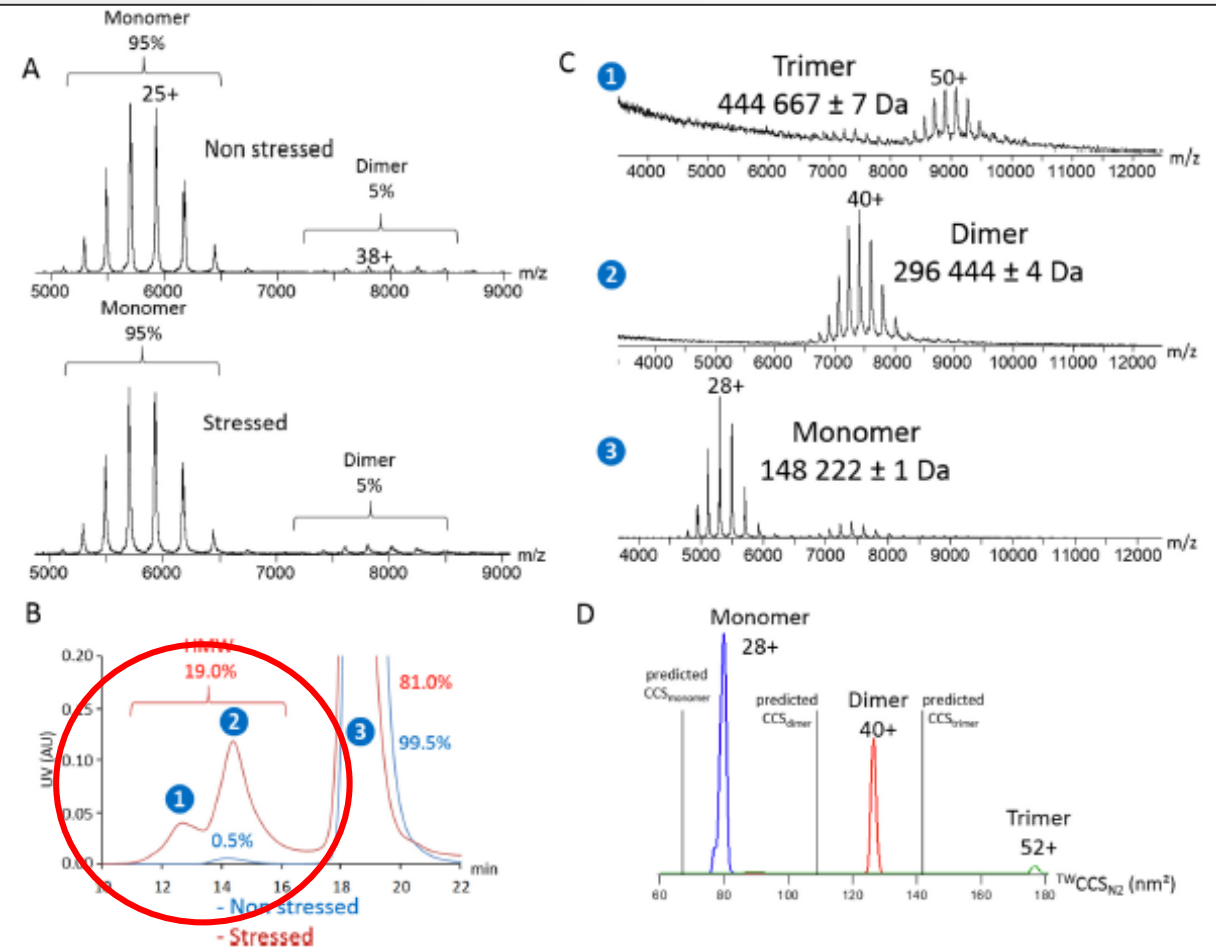 A
Monomer
95%
25+
Non stressed
Dimer
5%
38+
5000 6000 7000 8000 9000 m/z
Monomer
95%
Stressed
Dimer
5%
5000 6000 7000 8000 9000 m/z
B
HMW
19.0%
81.0%
99.5%
0.5%
1
2
3
UV (AU)
0.20
0.15
0.10
0.05
0.00
10 12 14 16 18 20 22 min
- Non stressed
- Stressed
C
1
Trimer
444 667 ± 7 Da
50+
4000 5000 6000 7000 8000 9000 10000 11000 12000 m/z
2
40+
Dimer
296 444 ± 4 Da
4000 5000 6000 7000 8000 9000 10000 11000 12000 m/z
3
28+
Monomer
148 222 ± 1 Da
4000 5000 6000 7000 8000 9000 10000 11000 12000 m/z
D
Monomer
28+
predicted
CCSmonomer
predicted
CCSdimer
Dimer
40+
predicted
CCStrimer
Trimer
52+
60 80 100 120 140 160 180 TWCCSN2 (nm²)